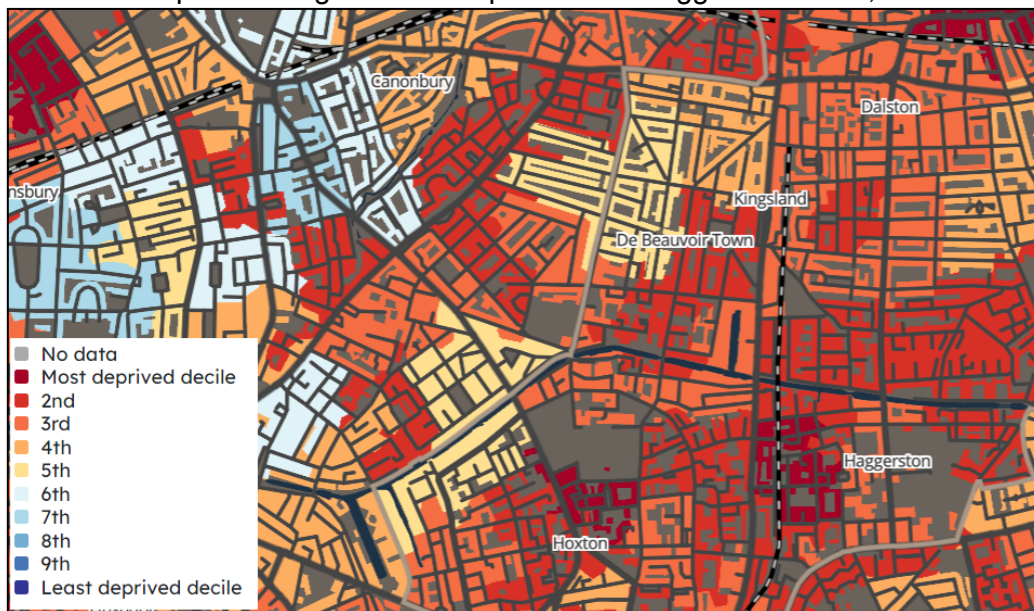 Canonbury
Dalston
nsbury
Kingsland
De Beauvoir Town
No data
Most deprived decile
2nd
3rd
4th
5th
6th
7th
8th
9th
Least deprived decile
Haggerston
Hoxton